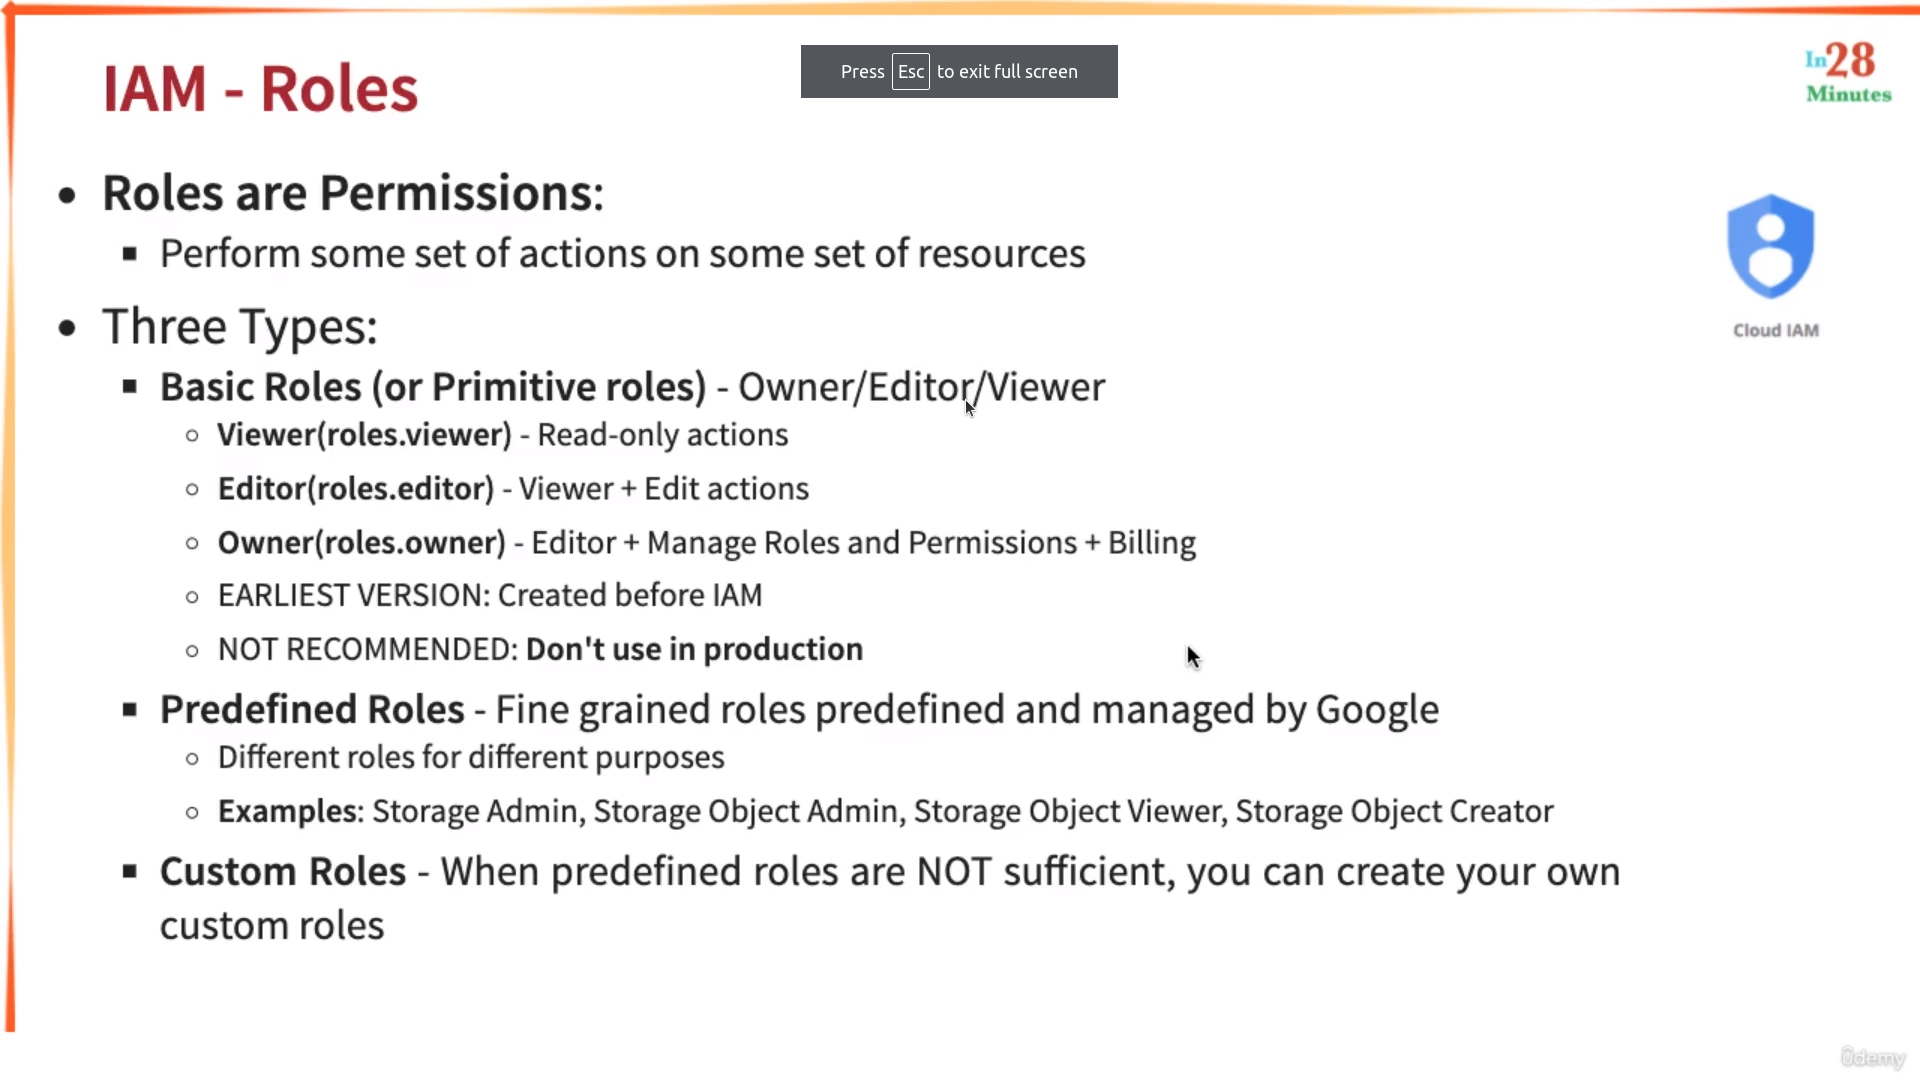 Press Esc to exit full screen
In28
Minutes
IAM - Roles
• Roles are Permissions:
▪ Perform some set of actions on some set of resources
• Three Types:
▪ Basic Roles (or Primitive roles) - Owner/Editor/Viewer
○ Viewer(roles.viewer) - Read-only actions
○ Editor(roles.editor) - Viewer + Edit actions
○ Owner(roles.owner) - Editor + Manage Roles and Permissions + Billing
○ EARLIEST VERSION: Created before IAM
○ NOT RECOMMENDED: Don't use in production
▪ Predefined Roles - Fine grained roles predefined and managed by Google
○ Different roles for different purposes
○ Examples: Storage Admin, Storage Object Admin, Storage Object Viewer, Storage Object Creator
▪ Custom Roles - When predefined roles are NOT sufficient, you can create your own
custom roles
Cloud IAM
ûdemy